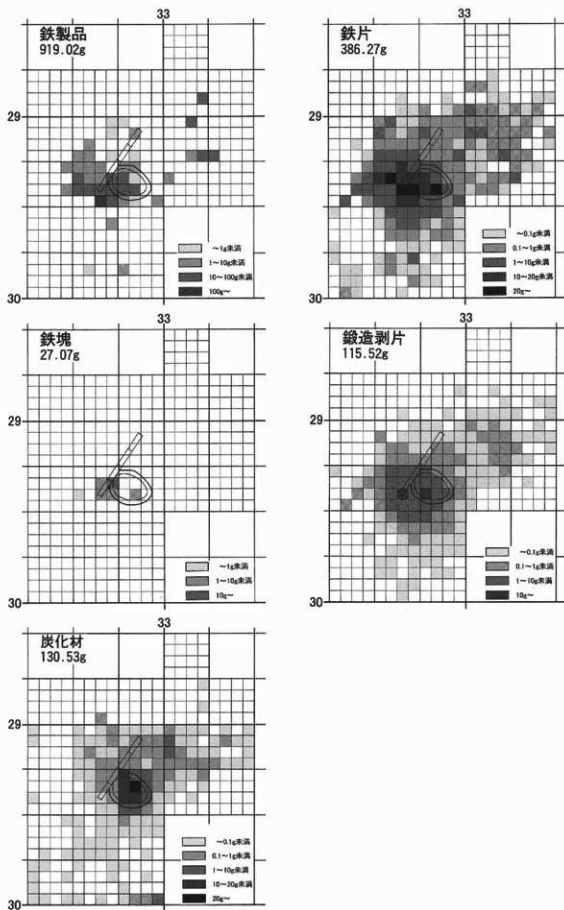 33
鉄製品
919.02g
29
30
～1g未満
1～10g未満
10～100g未満
100g～
33
鉄片
386.27g
29
30
～0.1g未満
0.1～1g未満
1～10g未満
10～20g未満
20g～
33
鉄塊
27.07g
29
30
～1g未満
1～10g未満
10g～
33
鍛造剥片
115.52g
29
30
～0.1g未満
0.1～1g未満
1～10g未満
10g～
33
炭化材
130.53g
29
30
～0.1g未満
0.1～1g未満
1～10g未満
10～20g未満
20g～